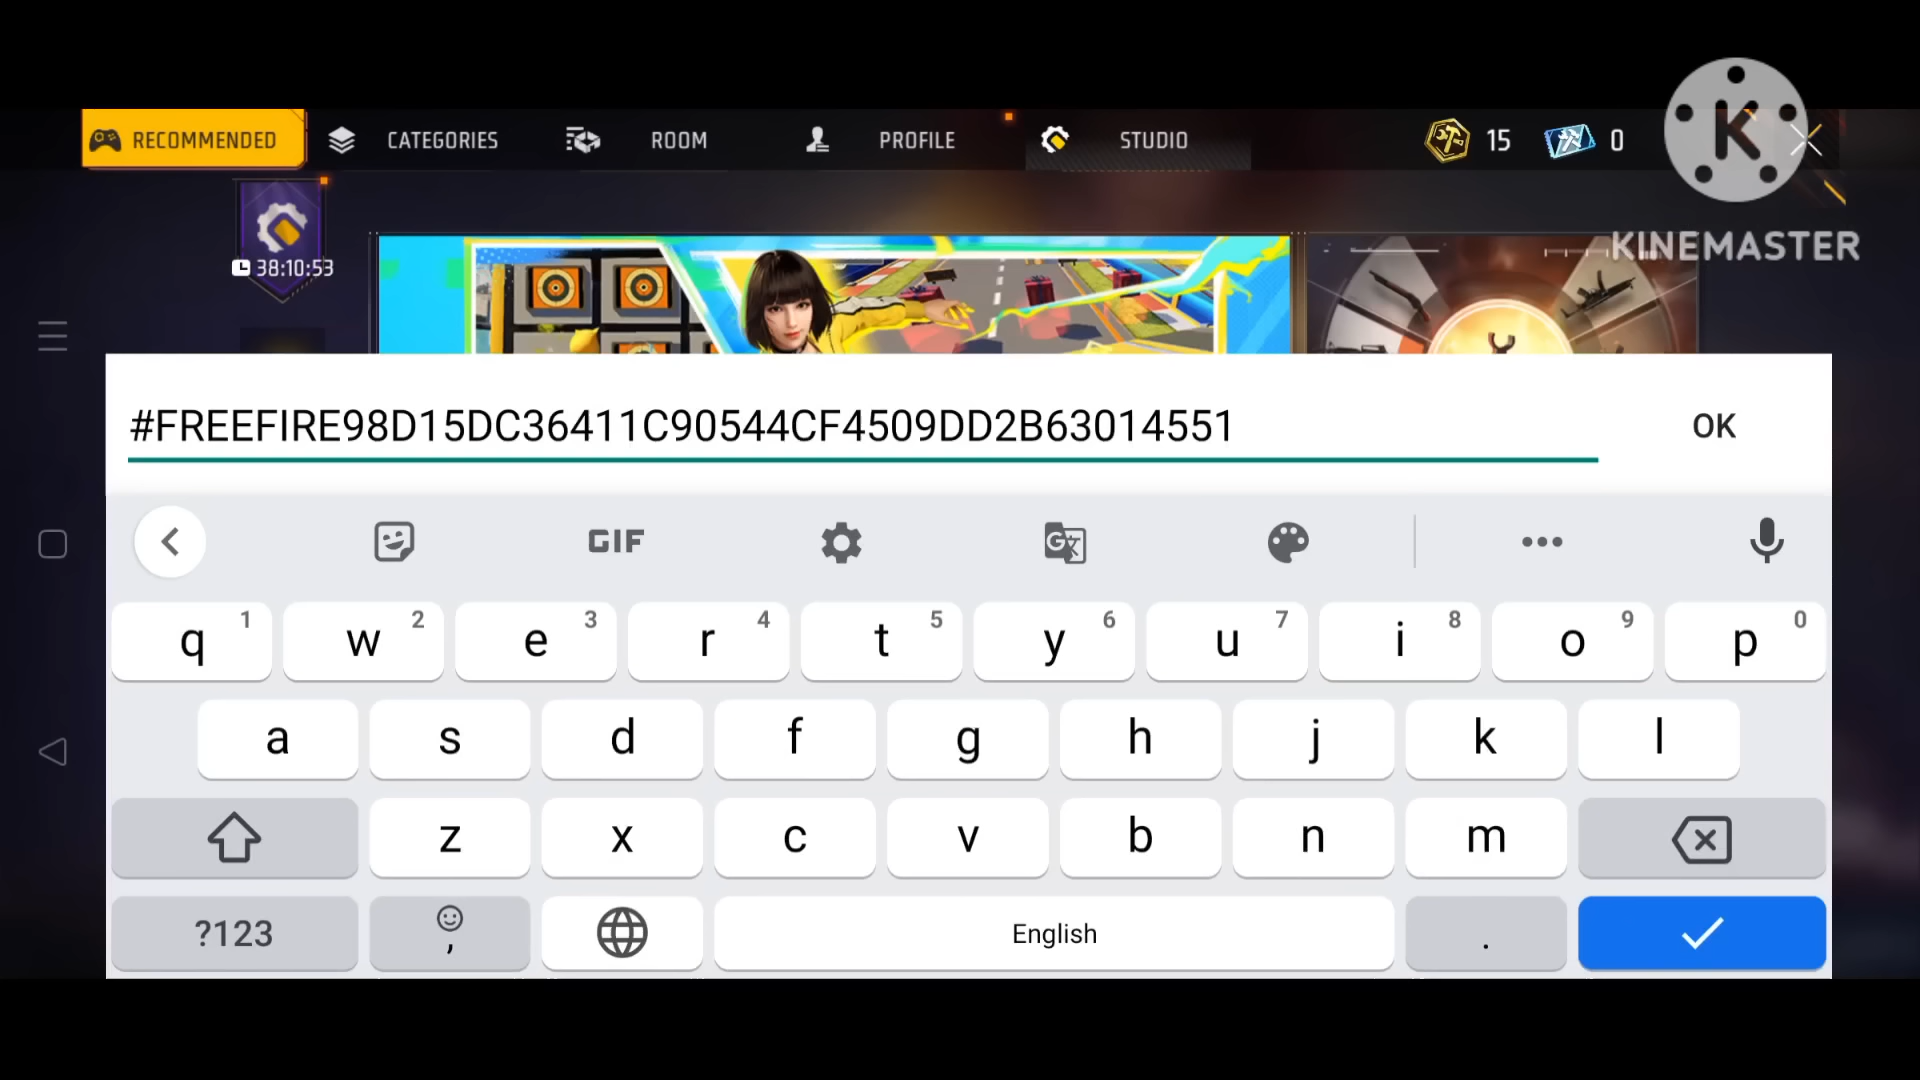 RECOMMENDED CATEGORIES ROOM PROFILE STUDIO 15 0
K
KINEMASTER
38:10:53
#FREEFIRE98D15DC36411C90544CF4509DD2B63014551 OK
GIF G
q 1 w 2 e 3 r 4 t 5 y 6 u 7 i 8 o 9 p 0
a s d f g h j k l
z x c v b n m
?123 , English .